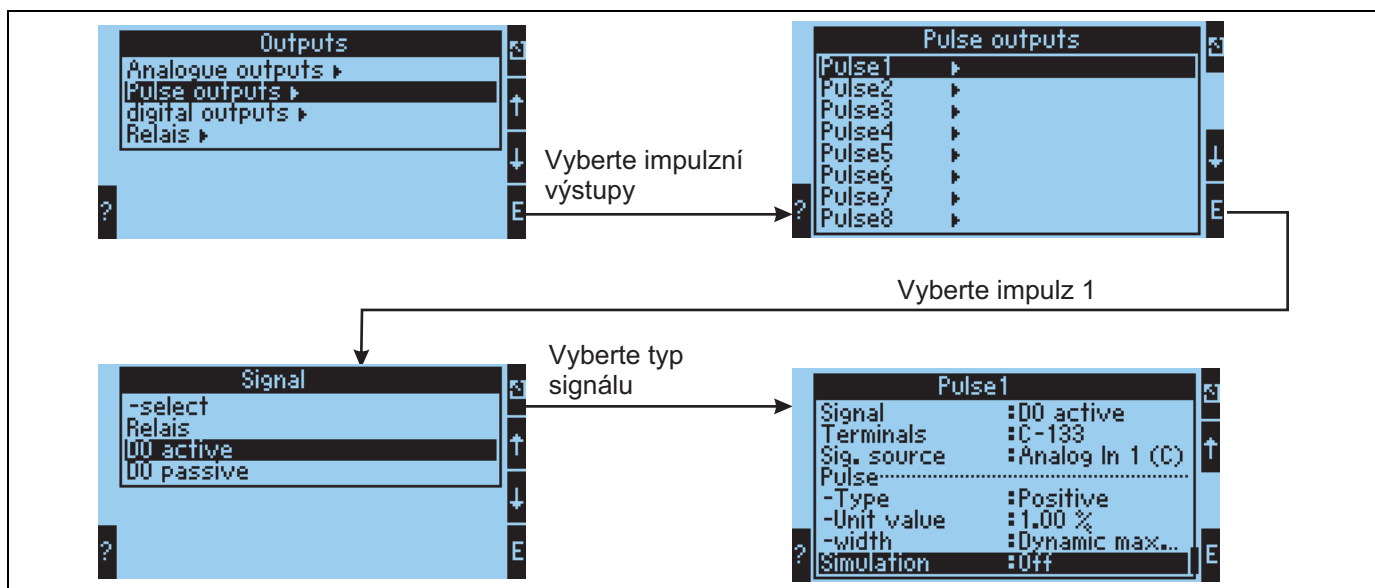 Outputs
Analogue outputs
Pulse outputs
digital outputs
Relais
?
E
Vyberte impulzní
výstupy
Pulse outputs
Pulse1
Pulse2
Pulse3
Pulse4
Pulse5
Pulse6
Pulse7
Pulse8
?
E
Vyberte impulz 1
Signal
-select
Relais
DO active
DO passive
?
E
Vyberte typ
signálu
Pulse1
Signal :DO active
Terminals :C-133
Sig. source :Analog In 1 (C)
Pulse
-Type :Positive
-Unit value :1.00 %
-width :Dynamic max...
Simulation :Off
?
E